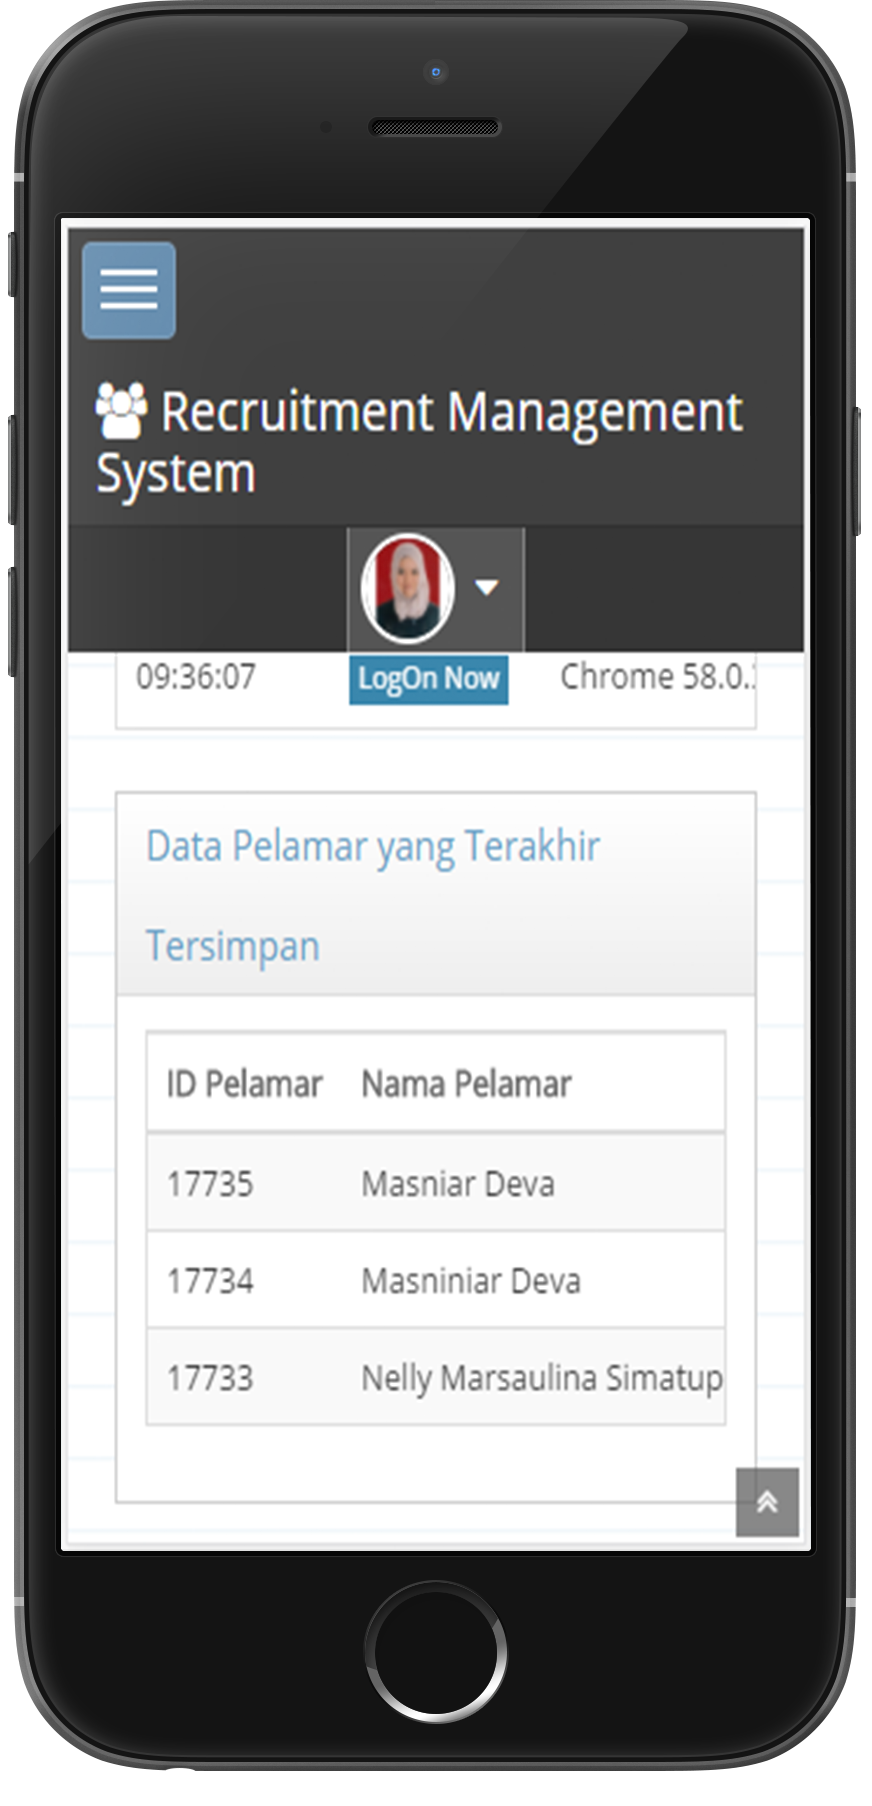 Recruitment Management
System
09:36:07 LogOn Now Chrome 58.0.
Data Pelamar yang Terakhir
Tersimpan
ID Pelamar Nama Pelamar
17735 Masniar Deva
17734 Masniniar Deva
17733 Nelly Marsaulina Simatup